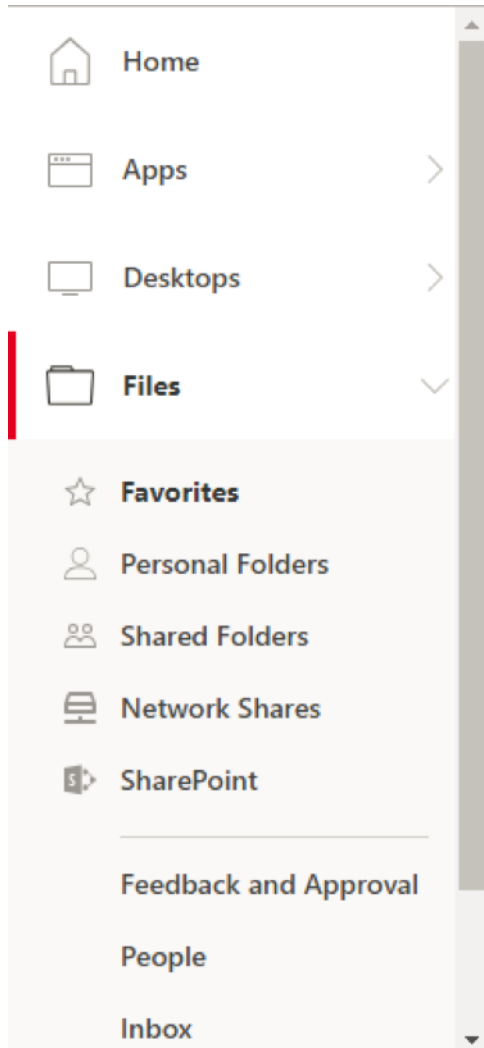 Home
Apps
Desktops
Files
Favorites
Personal Folders
Shared Folders
Network Shares
SharePoint
Feedback and Approval
People
Inbox